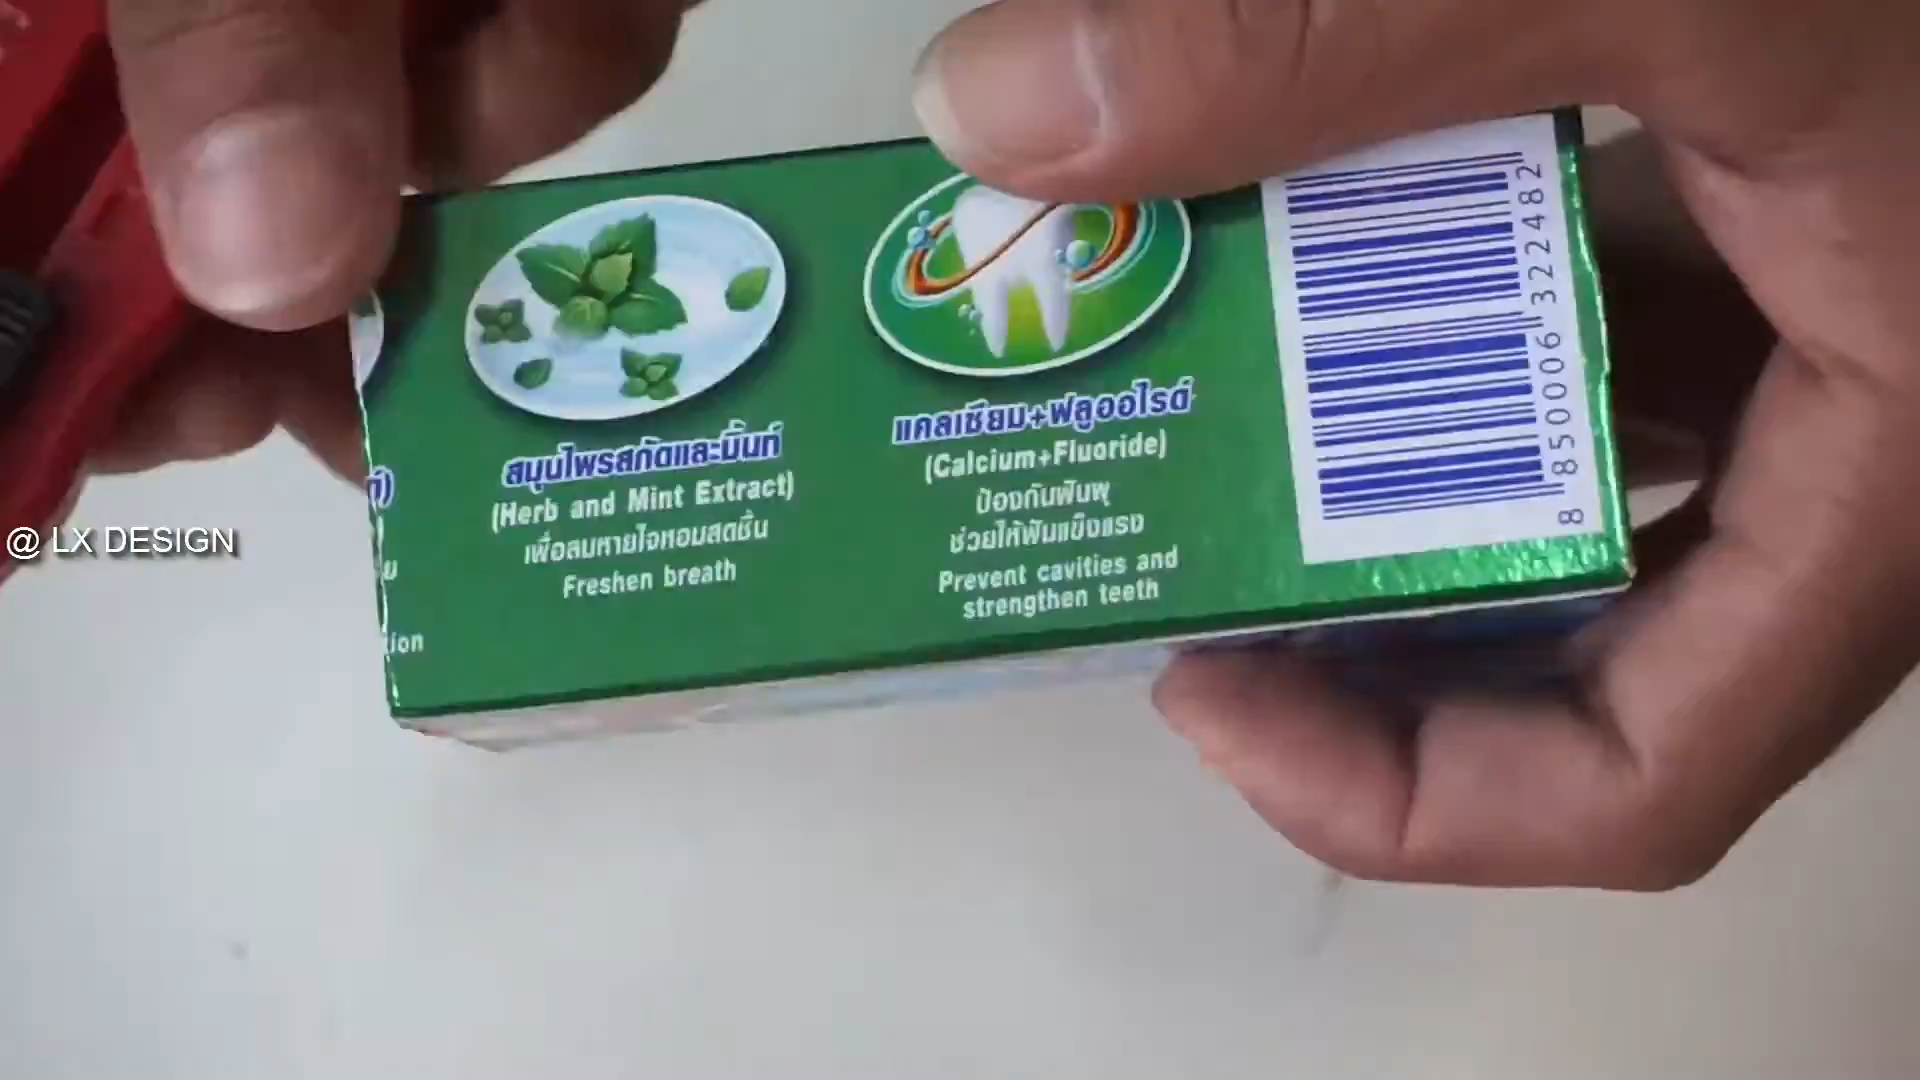 @ LX DESIGN
สมุนไพรสกัดและมิ้นท์
(Herb and Mint Extract)
เพื่อลมหายใจหอมสดชื่น
Freshen breath
แคลเซียม+ฟลูออไรด์
(Calcium+Fluoride)
ป้องกันฟันผุ
ช่วยให้ฟันแข็งแรง
Prevent cavities and
strengthen teeth
8 850006 322482